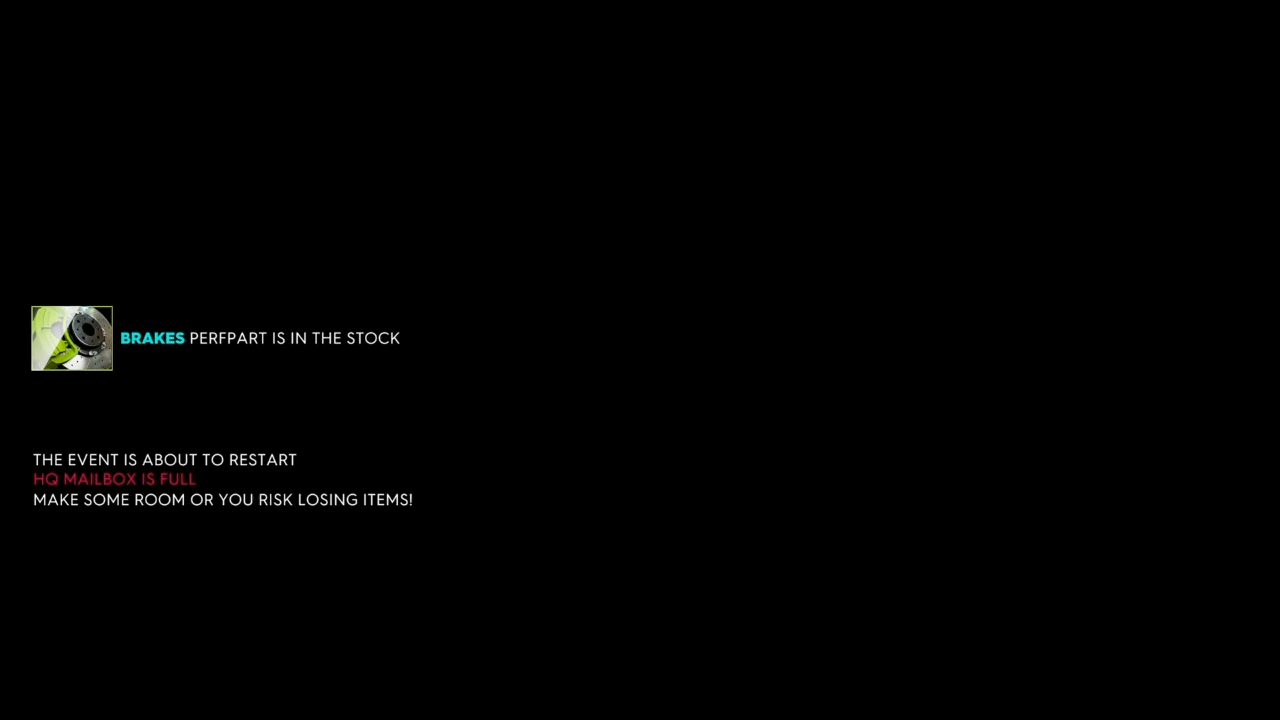 BRAKES PERFPART IS IN THE STOCK
THE EVENT IS ABOUT TO RESTART
HQ MAILBOX IS FULL
MAKE SOME ROOM OR YOU RISK LOSING ITEMS!